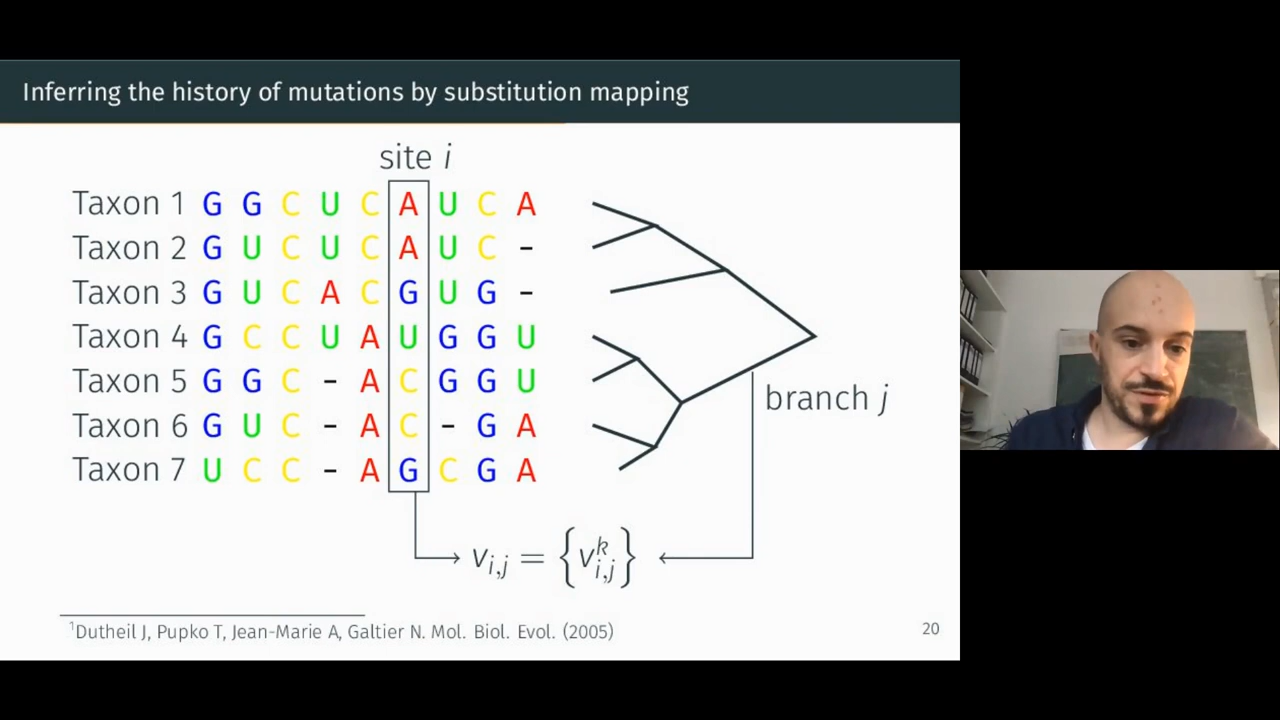 Inferring the history of mutations by substitution mapping
site i
Taxon 1 G G C U C A U C A
Taxon 2 G U C U C A U C -
Taxon 3 G U C A C G U G -
Taxon 4 G C C U A U G G U
Taxon 5 G G C - A C G G U
Taxon 6 G U C - A C - G A
Taxon 7 U C C - A G C G A
branch j
v_{i,j} = {v^k_{i,j}}
¹Dutheil J, Pupko T, Jean-Marie A, Galtier N. Mol. Biol. Evol. (2005)
20